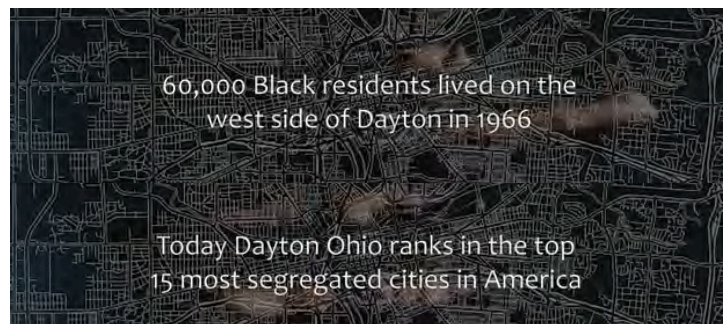 60,000 Black residents lived on the
west side of Dayton in 1966
Today Dayton Ohio ranks in the top
15 most segregated cities in America